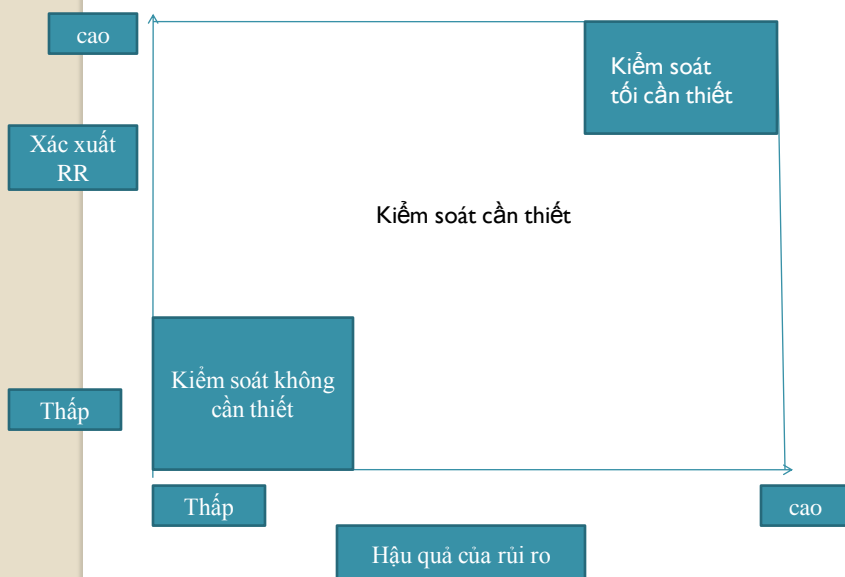 cao
Kiểm soát
tối cần thiết
Xác xuất
RR
Kiểm soát cần thiết
Kiểm soát không
cần thiết
Thấp
Thấp
cao
Hậu quả của rủi ro